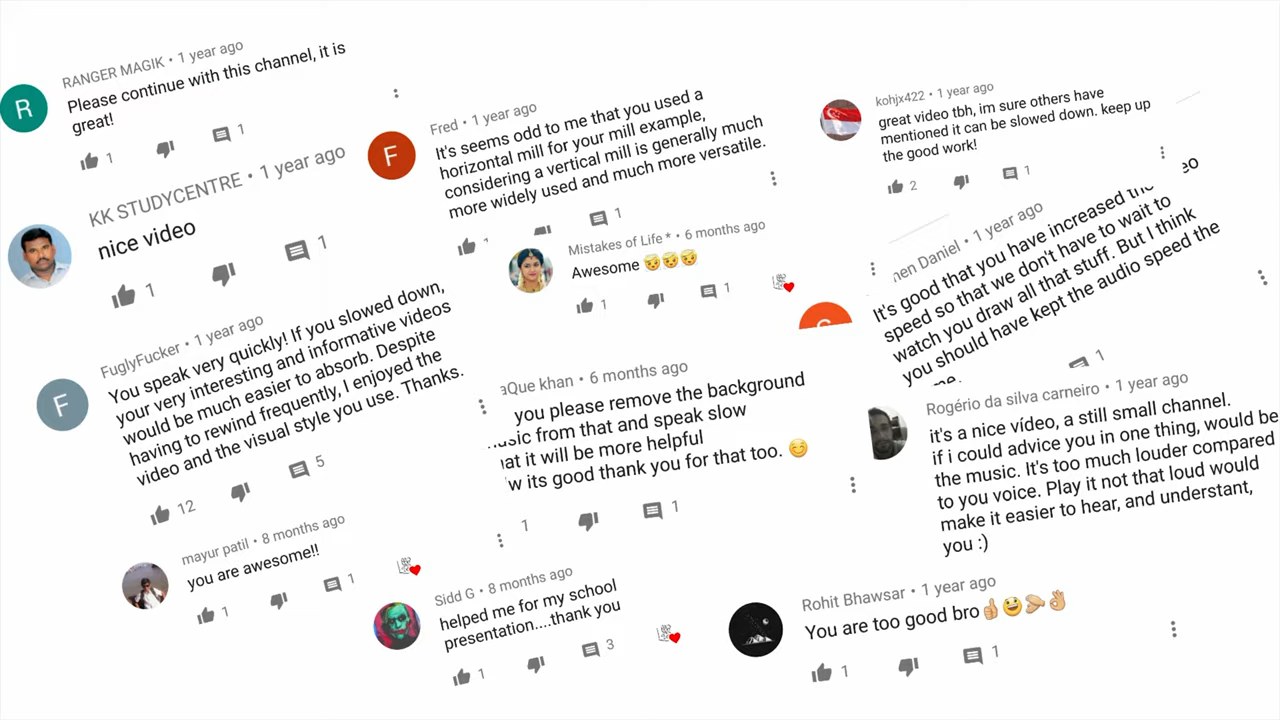 RANGER MAGIK • 1 year ago
Please continue with this channel, it is
great!
1
1
R
KK STUDYCENTRE • 1 year ago
nice video
1
1
FuglyFucker • 1 year ago
You speak very quickly! If you slowed down,
your very interesting and informative videos
would be much easier to absorb. Despite
having to rewind frequently, I enjoyed the
video and the visual style you use. Thanks.
F
12
5
mayur patil • 8 months ago
you are awesome!!
1
1
Fred • 1 year ago
It's seems odd to me that you used a
horizontal mill for your mill example,
considering a vertical mill is generally much
more widely used and much more versatile.
F
1
Mistakes of Life * • 6 months ago
Awesome 😇😇😇
1
1
aQue khan • 6 months ago
you please remove the background
from that and speak slow
it will be more helpful
its good thank you for that too. 😊
1
1
Sidd G • 8 months ago
helped me for my school
presentation....thank you
1
3
kohjx422 • 1 year ago
great video tbh, im sure others have
mentioned it can be slowed down. keep up
the good work!
2
1
Daniel • 1 year ago
It's good that you have increased
speed so that we don't have to wait to
watch you draw all that stuff. But I think
you should have kept the audio speed the
1
Rogério da silva carneiro • 1 year ago
it's a nice vídeo, a still small channel.
if i could advice you in one thing, would be
the music. It's too much louder compared
to you voice. Play it not that loud would
make it easier to hear, and understant,
you :)
Rohit Bhawsar • 1 year ago
You are too good bro👍😃👏👌
1
1